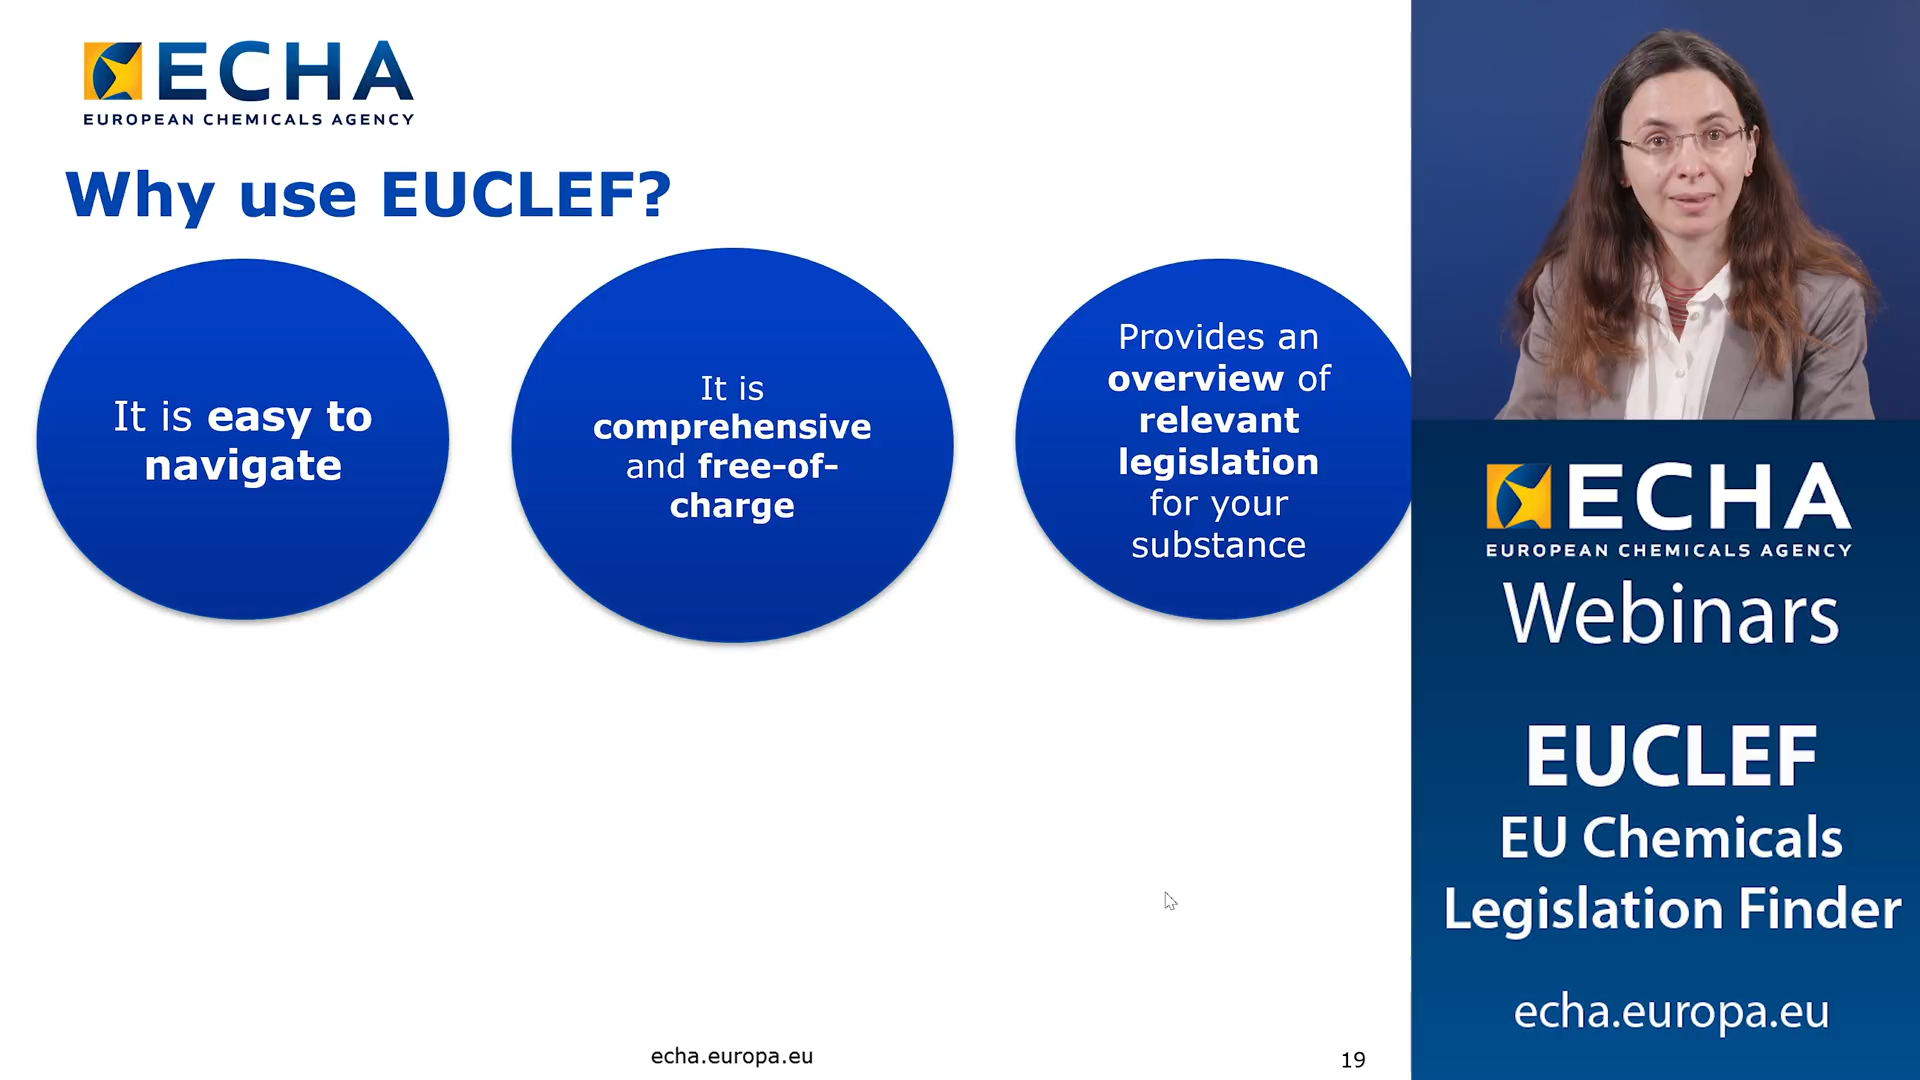 ECHA
EUROPEAN CHEMICALS AGENCY
Why use EUCLEF?
It is easy to
navigate
It is
comprehensive
and free-of-
charge
Provides an
overview of
relevant
legislation
for your
substance
echa.europa.eu
19
ECHA
EUROPEAN CHEMICALS AGENCY
Webinars
EUCLEF
EU Chemicals
Legislation Finder
echa.europa.eu